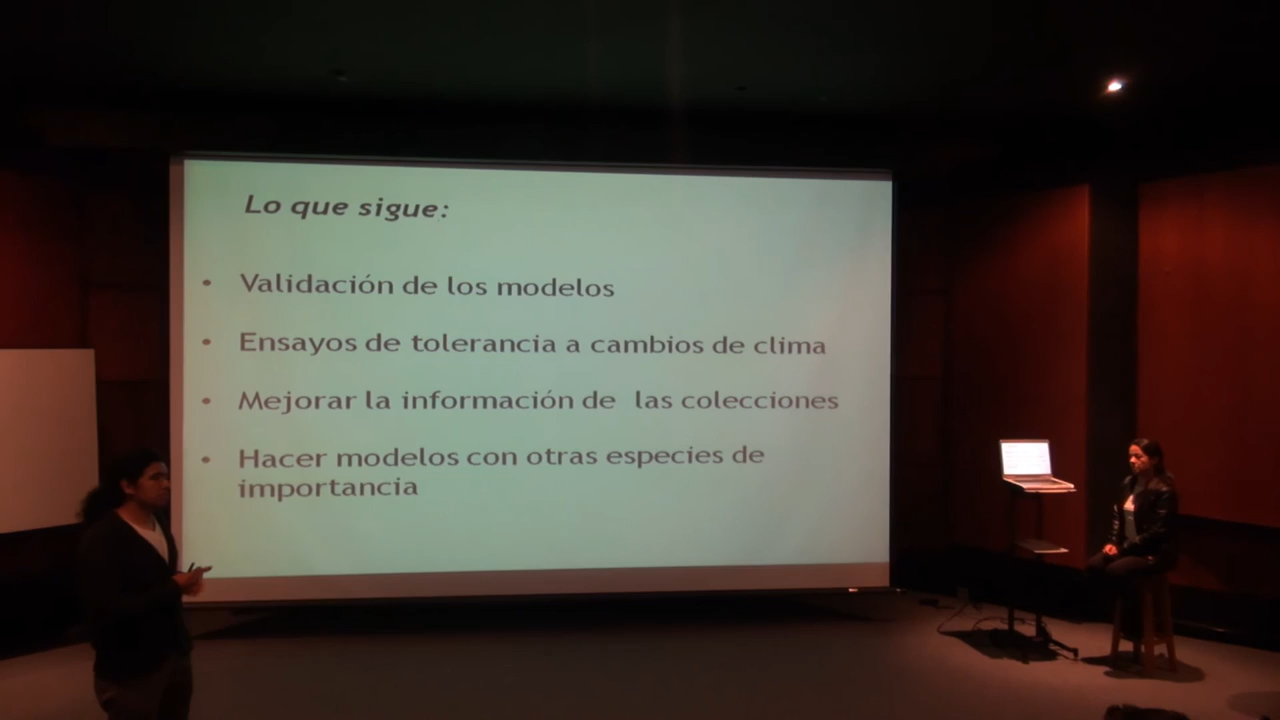 Lo que sigue:
• Validación de los modelos
• Ensayos de tolerancia a cambios de clima
• Mejorar la información de las colecciones
• Hacer modelos con otras especies de
importancia